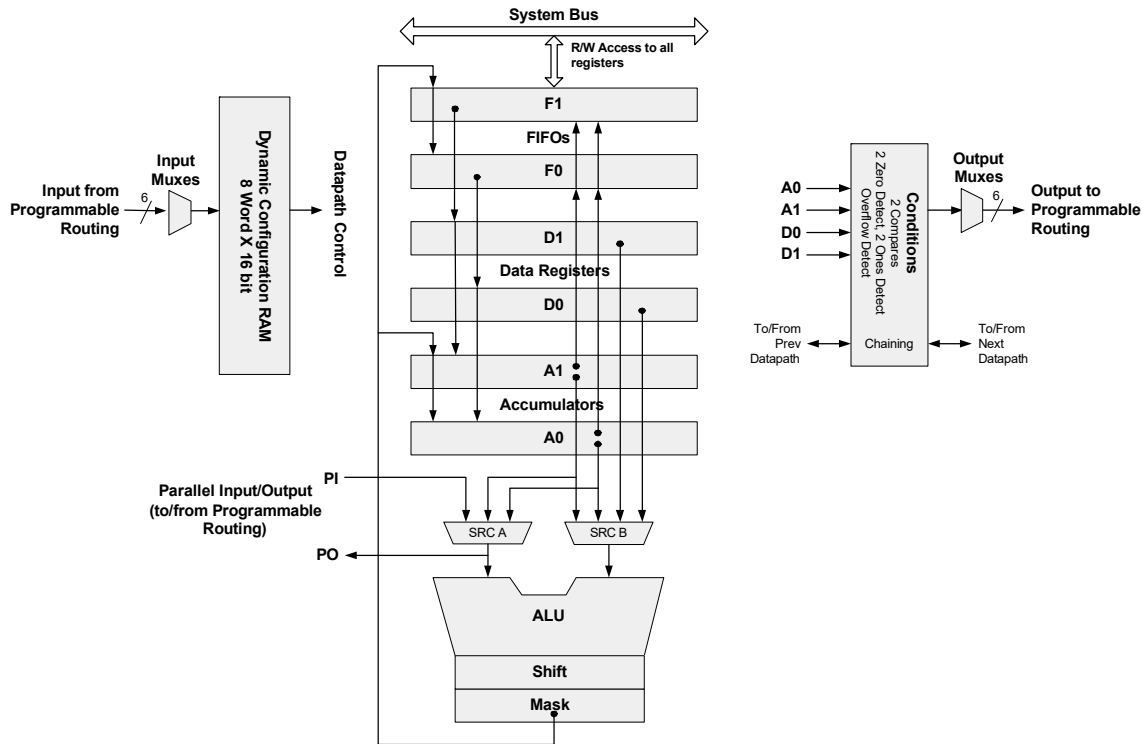 System Bus
R/W Access to all
registers
F1
FIFOs
F0
D1
Data Registers
D0
A1
Accumulators
A0
Input from
Programmable
Routing
6
Input
Muxes
Dynamic Configuration RAM
8 Word X 16 bit
Datapath Control
PI
Parallel Input/Output
(to/from Programmable
Routing)
PO
SRC A
SRC B
ALU
Shift
Mask
A0
A1
D0
D1
Conditions
2 Compares
2 Zero Detect, 2 Ones Detect
Overflow Detect
Chaining
To/From
Prev
Datapath
To/From
Next
Datapath
Output
Muxes
6
Output to
Programmable
Routing